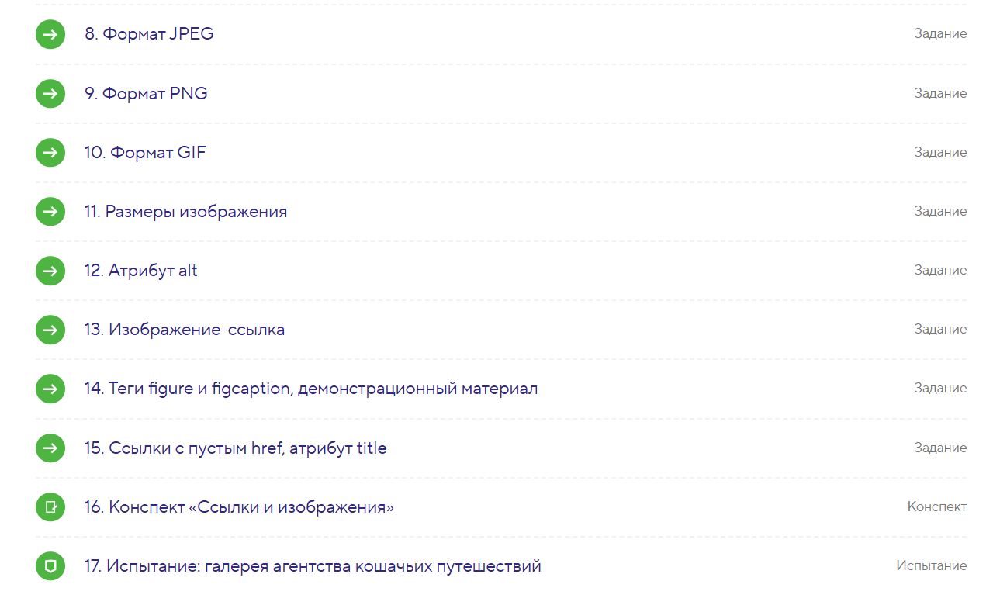 8. Формат JPEG Задание
9. Формат PNG Задание
10. Формат GIF Задание
11. Размеры изображения Задание
12. Атрибут alt Задание
13. Изображение-ссылка Задание
14. Теги figure и figcaption, демонстрационный материал Задание
15. Ссылки с пустым href, атрибут title Задание
16. Конспект «Ссылки и изображения» Конспект
17. Испытание: галерея агентства кошачьих путешествий Испытание